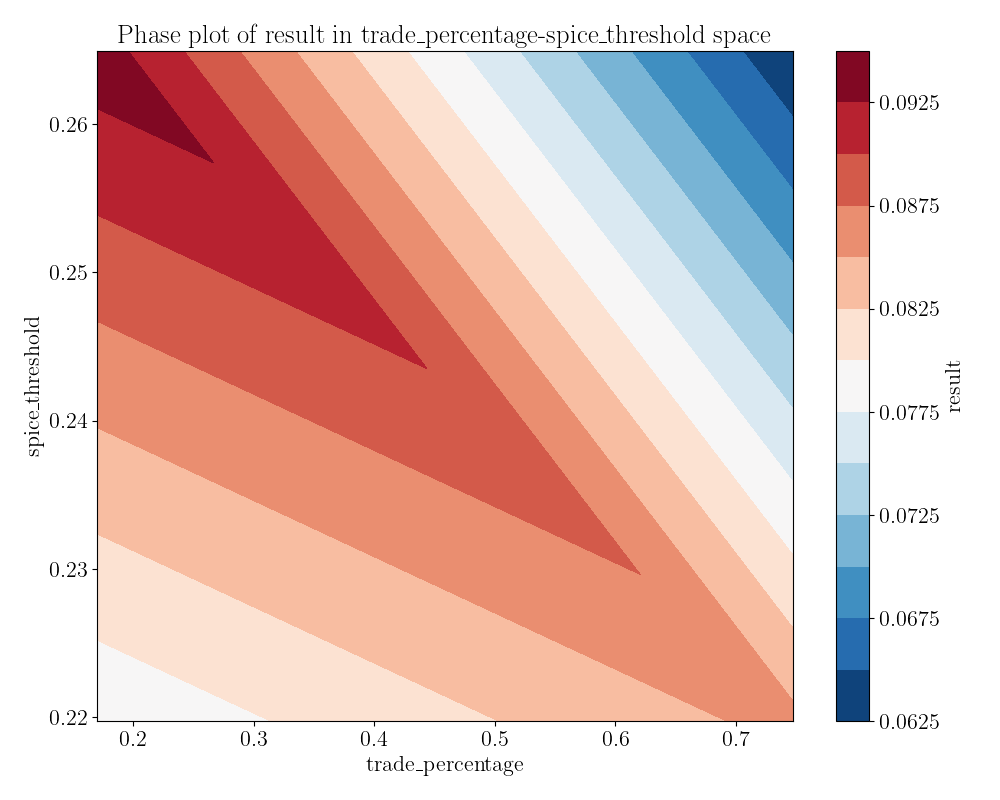 Phase plot of result in trade_percentage-spice_threshold space
0.26
0.25
0.24
0.23
0.22
spice_threshold
0.2 0.3 0.4 0.5 0.6 0.7
trade_percentage
0.0925
0.0875
0.0825
0.0775
0.0725
0.0675
0.0625
result